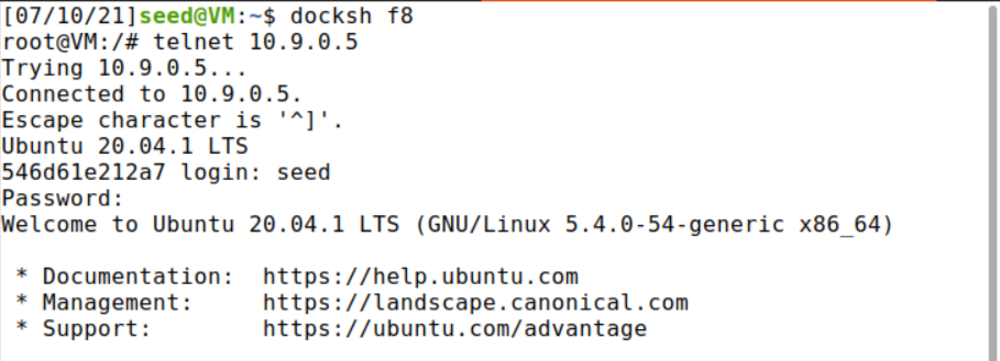 [07/10/21]seed@VM:~$ docksh f8
root@VM:/# telnet 10.9.0.5
Trying 10.9.0.5...
Connected to 10.9.0.5.
Escape character is '^]'.
Ubuntu 20.04.1 LTS
546d61e212a7 login: seed
Password:
Welcome to Ubuntu 20.04.1 LTS (GNU/Linux 5.4.0-54-generic x86_64)

 * Documentation:  https://help.ubuntu.com
 * Management:     https://landscape.canonical.com
 * Support:        https://ubuntu.com/advantage